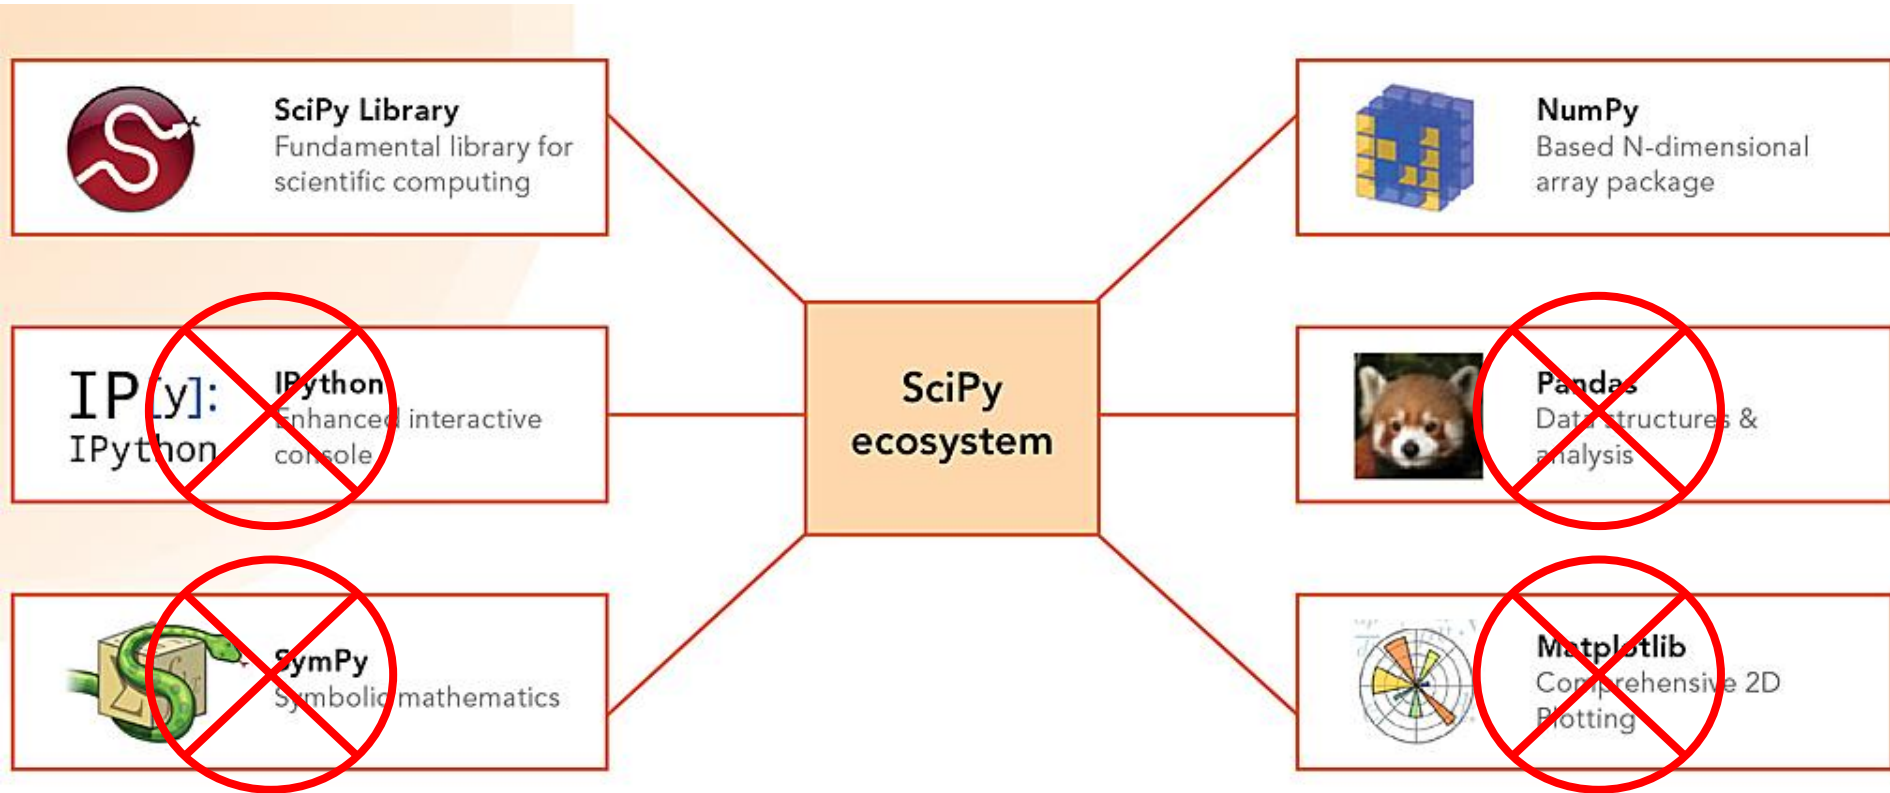 SciPy Library
Fundamental library for
scientific computing
NumPy
Based N-dimensional
array package
IP[y]:
IPython
IPython
Enhanced interactive
console
SciPy
ecosystem
Pandas
Data structures &
analysis
SymPy
Symbolic mathematics
Matplotlib
Comprehensive 2D
Plotting